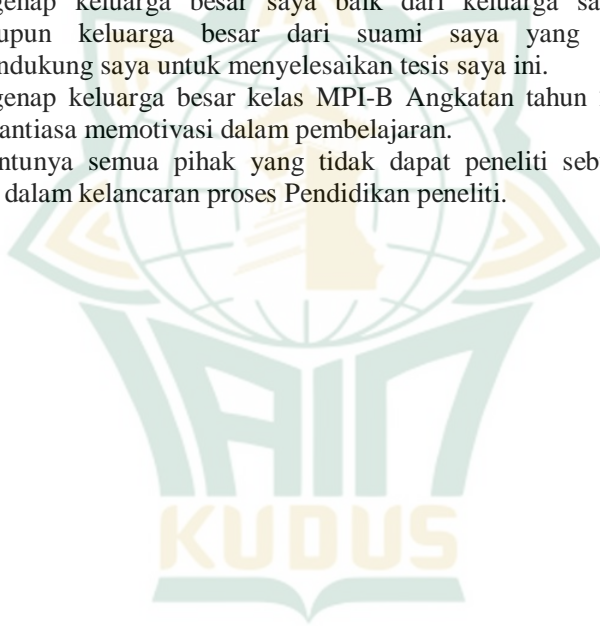 genap keluarga besar saya baik dari keluarga sa
upun keluarga besar dari suami saya yang
ndukung saya untuk menyelesaikan tesis saya ini.
genap keluarga besar kelas MPI-B Angkatan tahun
antiasa memotivasi dalam pembelajaran.
ntunya semua pihak yang tidak dapat peneliti seb
dalam kelancaran proses Pendidikan peneliti.
IAIN
KUDUS